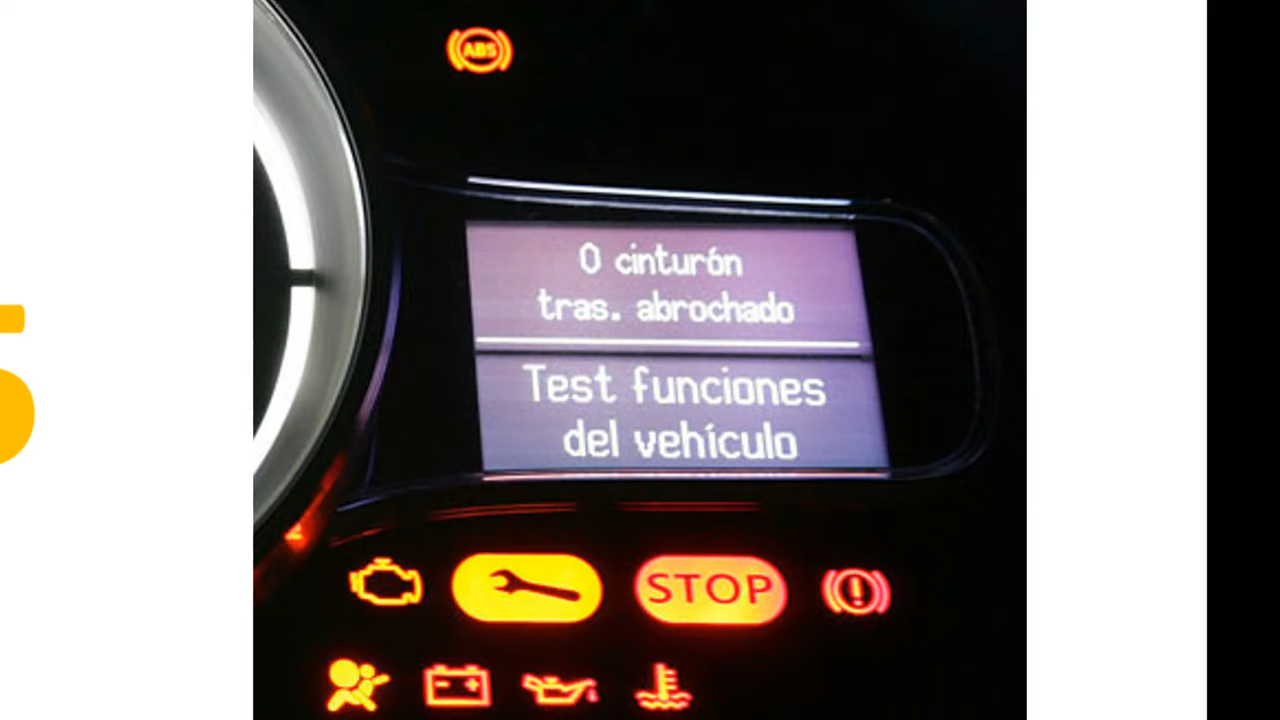 ABS
0 cinturón
tras. abrochado
Test funciones
del vehículo
STOP